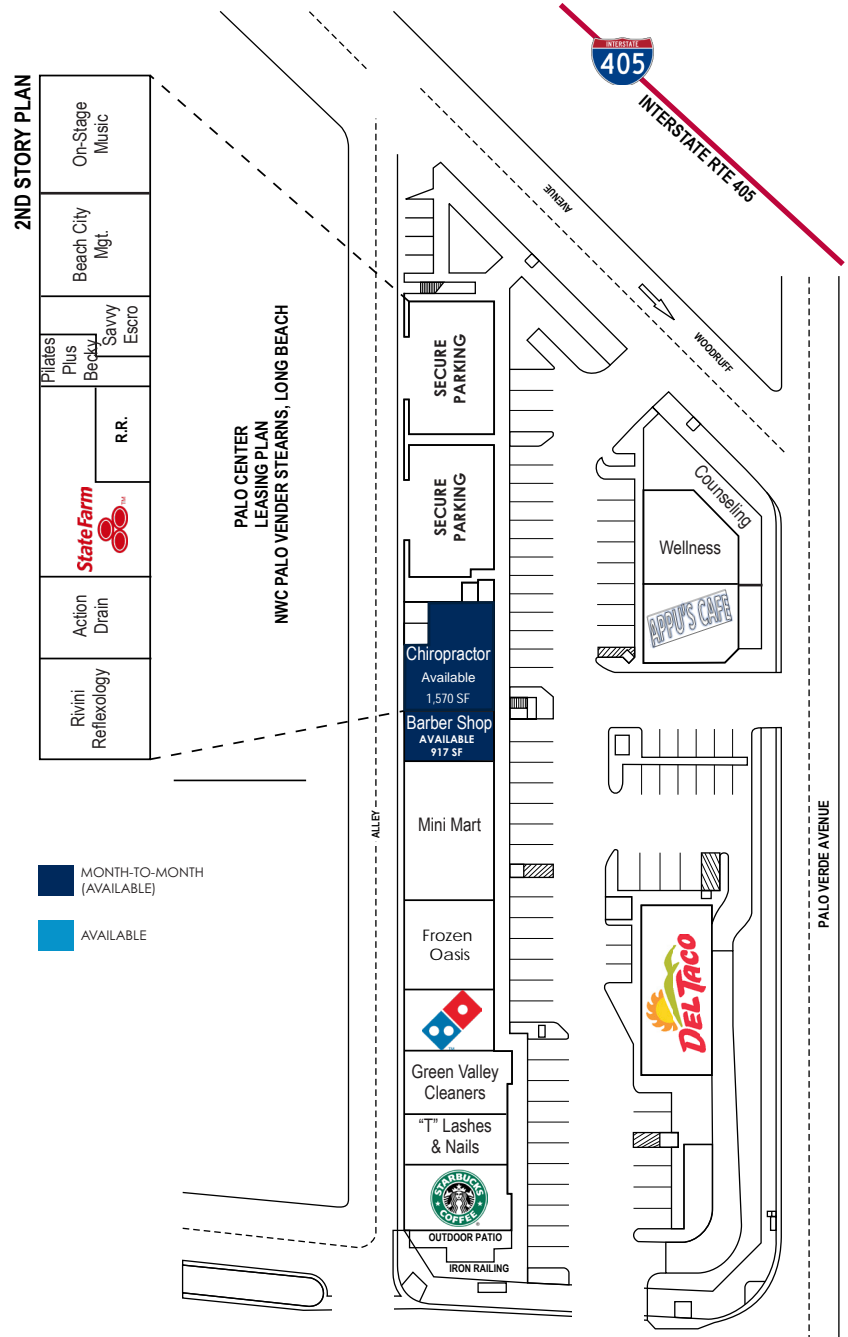 INTERSTATE
405
INTERSTATE RTE 405
2ND STORY PLAN
On-Stage
Music
Beach City
Mgt.
Savvy
Escro
Pilates
Plus
Becky
R.R.
StateFarm
TM
Action
Drain
Rivini
Reflexology
PALO CENTER
LEASING PLAN
NWC PALO VENDER STEARNS, LONG BEACH
AVENUE
WOODRUFF
SECURE
PARKING
SECURE
PARKING
Counseling
Wellness
APPU'S CAFE
Chiropractor
Available
1,570 SF
Barber Shop
AVAILABLE
917 SF
Mini Mart
ALLEY
MONTH-TO-MONTH
(AVAILABLE)
AVAILABLE
Frozen
Oasis
TM
DEL TACO
PALO VERDE AVENUE
Green Valley
Cleaners
"T" Lashes
& Nails
STARBUCKS
COFFEE
®
OUTDOOR PATIO
IRON RAILING